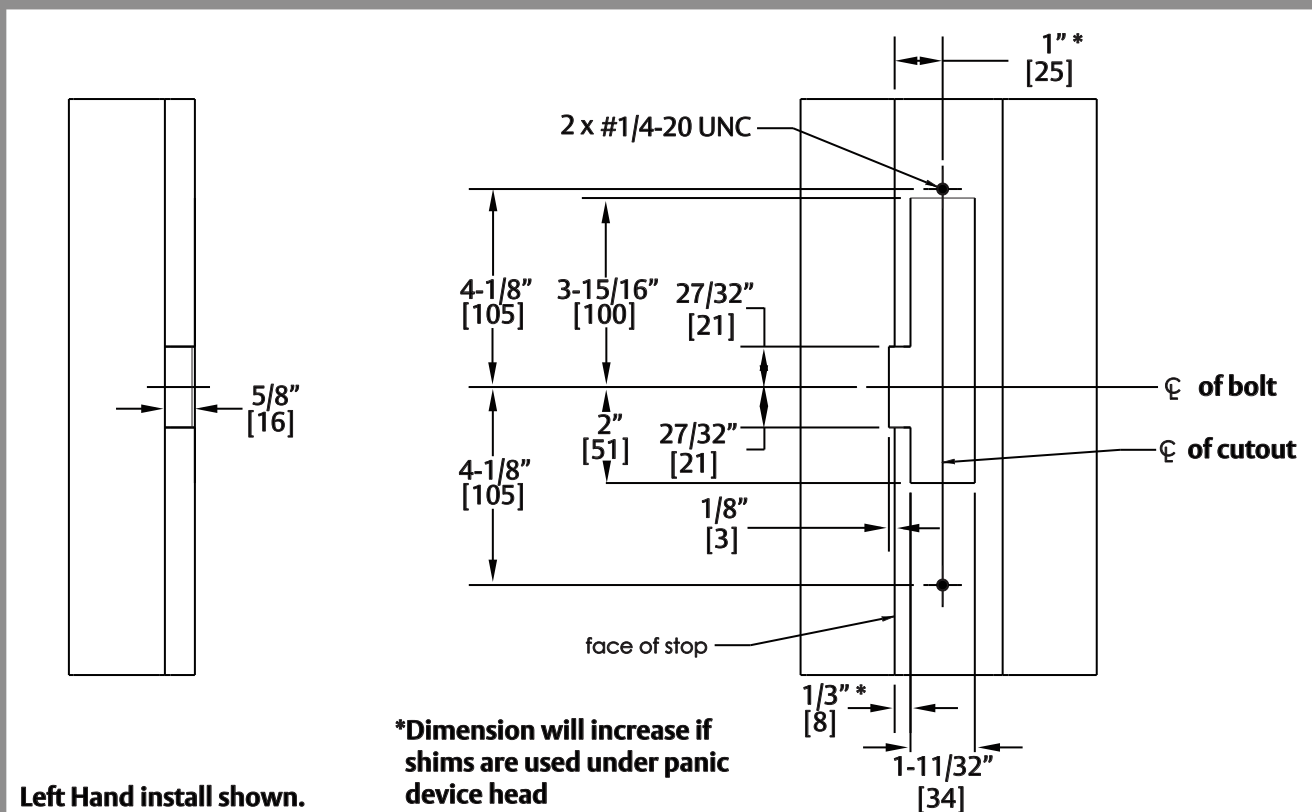 1” *
[25]
2 x #1/4-20 UNC
4-1/8”
[105]
3-15/16”
[100]
27/32”
[21]
5/8”
[16]
℄ of bolt
2”
[51]
27/32”
[21]
℄ of cutout
4-1/8”
[105]
1/8”
[3]
face of stop
1/3” *
[8]
1-11/32”
[34]
*Dimension will increase if
shims are used under panic
device head
Left Hand install shown.